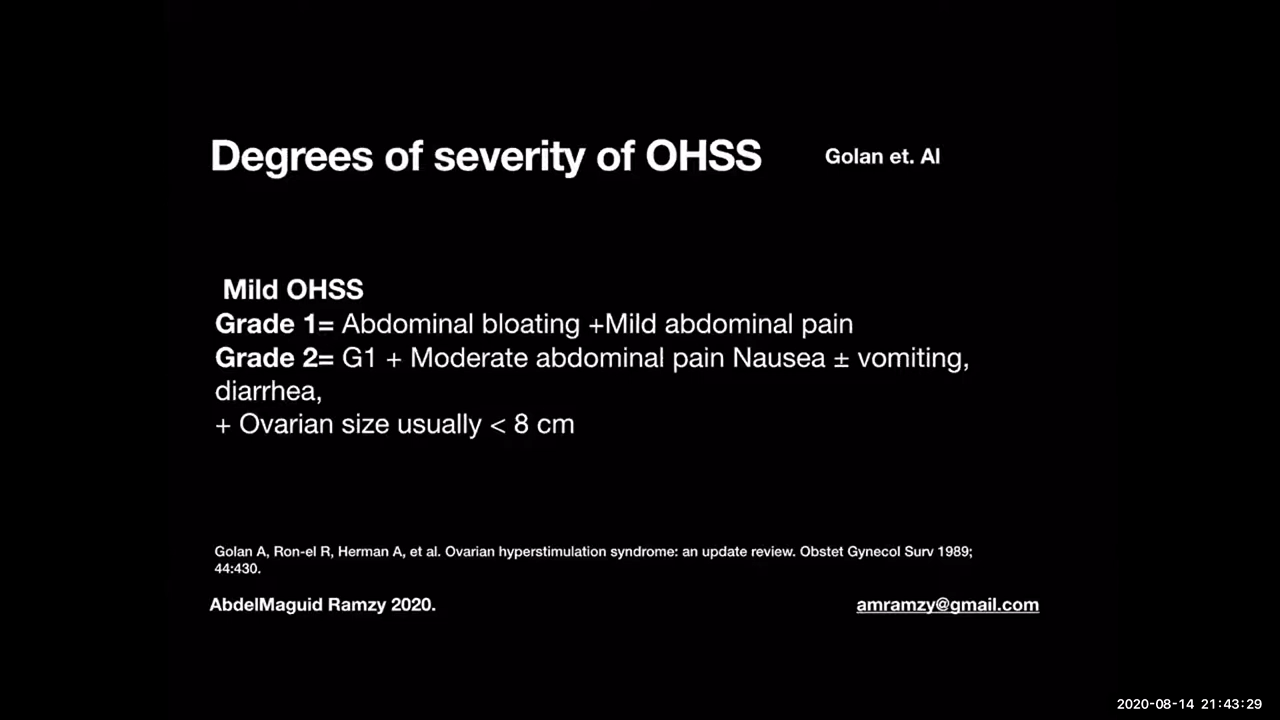 Degrees of severity of OHSS Golan et. Al
Mild OHSS
Grade 1= Abdominal bloating +Mild abdominal pain
Grade 2= G1 + Moderate abdominal pain Nausea ± vomiting,
diarrhea,
+ Ovarian size usually < 8 cm
Golan A, Ron-el R, Herman A, et al. Ovarian hyperstimulation syndrome: an update review. Obstet Gynecol Surv 1989;
44:430.
AbdelMaguid Ramzy 2020. amramzy@gmail.com
2020-08-14 21:43:29